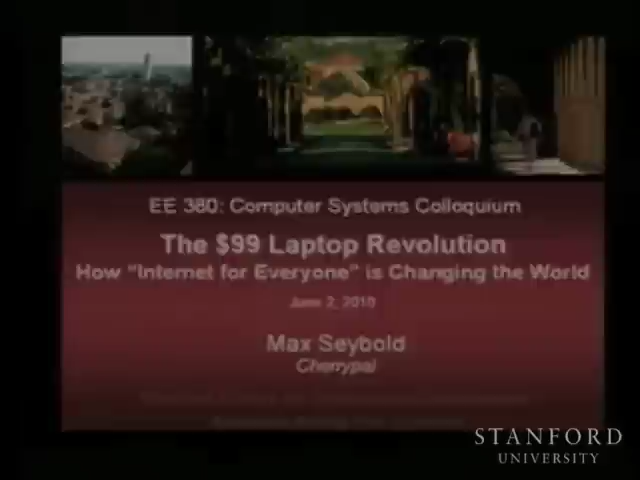 EE 380: Computer Systems Colloquium
The $99 Laptop Revolution
How "Internet for Everyone" is Changing the World
June 2, 2010
Max Seybold
Cherrypal
STANFORD
UNIVERSITY